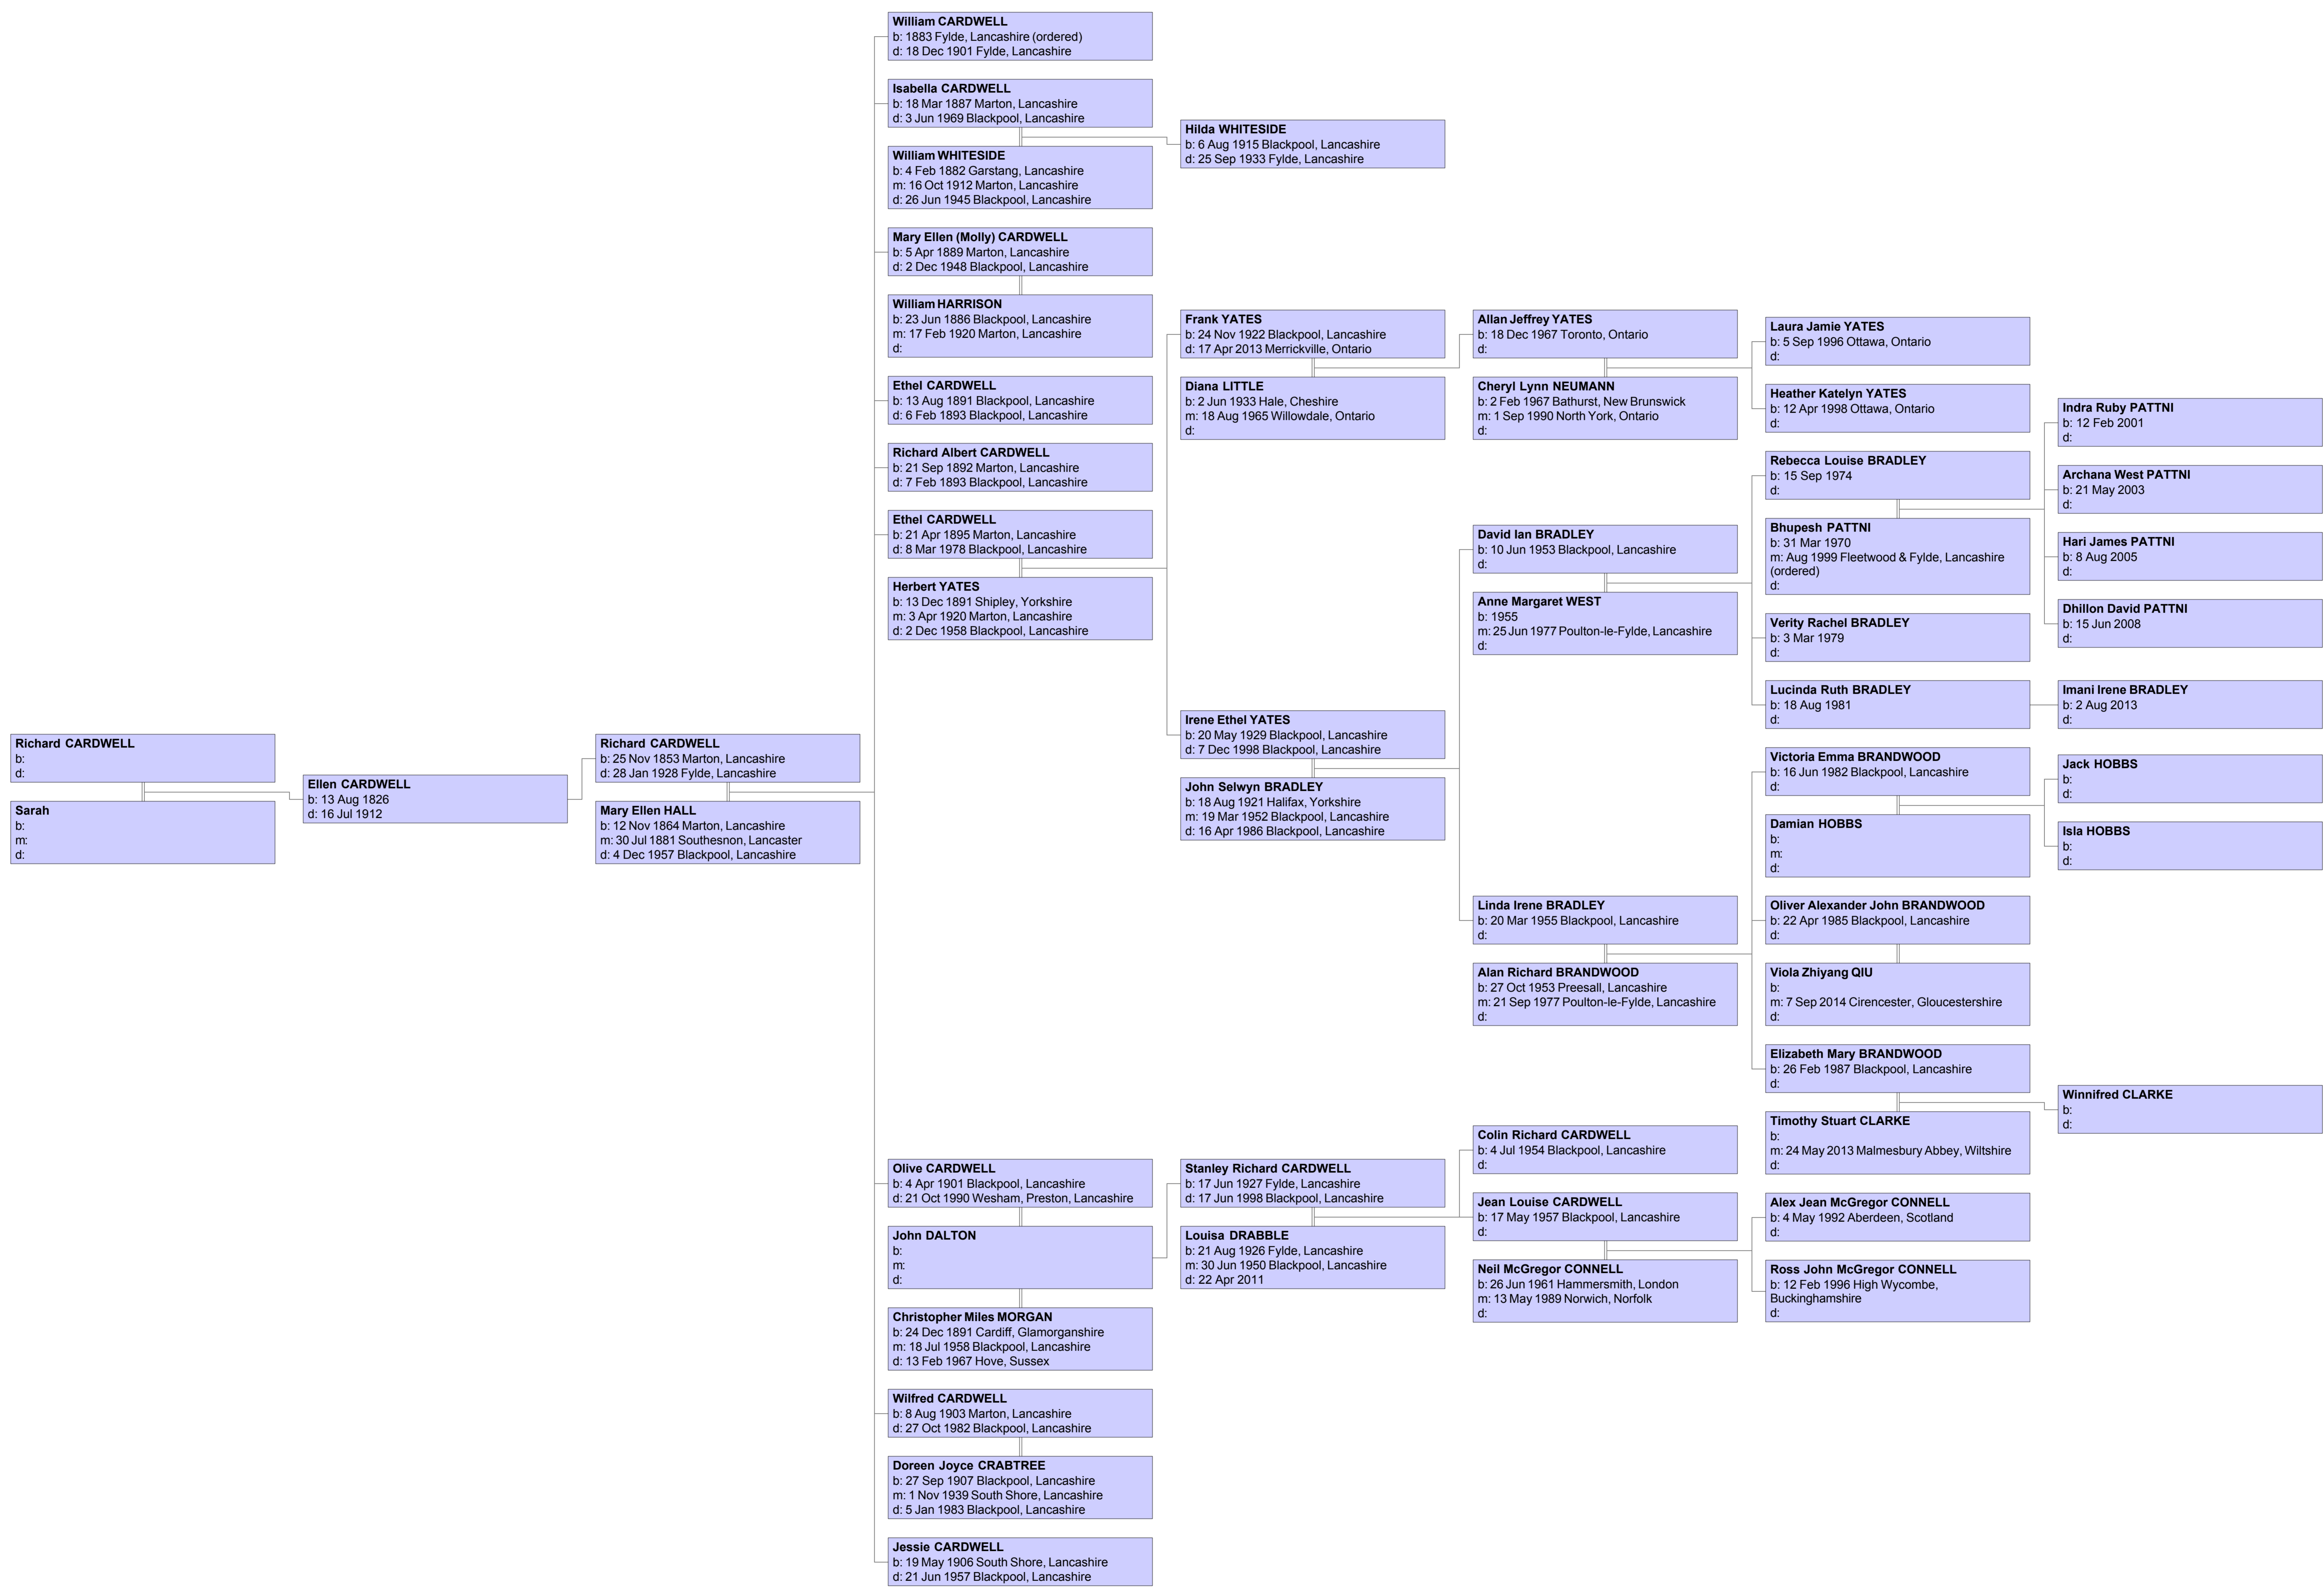 Richard CARDWELL
b:
d:
Sarah
b:
m:
d:
Ellen CARDWELL
b: 13 Aug 1826
d: 16 Jul 1912
Richard CARDWELL
b: 25 Nov 1853 Marton, Lancashire
d: 28 Jan 1928 Fylde, Lancashire
Mary Ellen HALL
b: 12 Nov 1864 Marton, Lancashire
m: 30 Jul 1881 Southesnon, Lancaster
d: 4 Dec 1957 Blackpool, Lancashire
William CARDWELL
b: 1883 Fylde, Lancashire (ordered)
d: 18 Dec 1901 Fylde, Lancashire
Isabella CARDWELL
b: 18 Mar 1887 Marton, Lancashire
d: 3 Jun 1969 Blackpool, Lancashire
William WHITESIDE
b: 4 Feb 1882 Garstang, Lancashire
m: 16 Oct 1912 Marton, Lancashire
d: 26 Jun 1945 Blackpool, Lancashire
Mary Ellen (Molly) CARDWELL
b: 5 Apr 1889 Marton, Lancashire
d: 2 Dec 1948 Blackpool, Lancashire
William HARRISON
b: 23 Jun 1886 Blackpool, Lancashire
m: 17 Feb 1920 Marton, Lancashire
d:
Ethel CARDWELL
b: 13 Aug 1891 Blackpool, Lancashire
d: 6 Feb 1893 Blackpool, Lancashire
Richard Albert CARDWELL
b: 21 Sep 1892 Marton, Lancashire
d: 7 Feb 1893 Blackpool, Lancashire
Ethel CARDWELL
b: 21 Apr 1895 Marton, Lancashire
d: 8 Mar 1978 Blackpool, Lancashire
Herbert YATES
b: 13 Dec 1891 Shipley, Yorkshire
m: 3 Apr 1920 Marton, Lancashire
d: 2 Dec 1958 Blackpool, Lancashire
Olive CARDWELL
b: 4 Apr 1901 Blackpool, Lancashire
d: 21 Oct 1990 Wesham, Preston, Lancashire
John DALTON
b:
m:
d:
Christopher Miles MORGAN
b: 24 Dec 1891 Cardiff, Glamorganshire
m: 18 Jul 1958 Blackpool, Lancashire
d: 13 Feb 1967 Hove, Sussex
Wilfred CARDWELL
b: 8 Aug 1903 Marton, Lancashire
d: 27 Oct 1982 Blackpool, Lancashire
Doreen Joyce CRABTREE
b: 27 Sep 1907 Blackpool, Lancashire
m: 1 Nov 1939 South Shore, Lancashire
d: 5 Jan 1983 Blackpool, Lancashire
Jessie CARDWELL
b: 19 May 1906 South Shore, Lancashire
d: 21 Jun 1957 Blackpool, Lancashire
Hilda WHITESIDE
b: 6 Aug 1915 Blackpool, Lancashire
d: 25 Sep 1933 Fylde, Lancashire
Frank YATES
b: 24 Nov 1922 Blackpool, Lancashire
d: 17 Apr 2013 Merrickville, Ontario
Diana LITTLE
b: 2 Jun 1933 Hale, Cheshire
m: 18 Aug 1965 Willowdale, Ontario
d:
Irene Ethel YATES
b: 20 May 1929 Blackpool, Lancashire
d: 7 Dec 1998 Blackpool, Lancashire
John Selwyn BRADLEY
b: 18 Aug 1921 Halifax, Yorkshire
m: 19 Mar 1952 Blackpool, Lancashire
d: 16 Apr 1986 Blackpool, Lancashire
Stanley Richard CARDWELL
b: 17 Jun 1927 Fylde, Lancashire
d: 17 Jun 1998 Blackpool, Lancashire
Louisa DRABBLE
b: 21 Aug 1926 Fylde, Lancashire
m: 30 Jun 1950 Blackpool, Lancashire
d: 22 Apr 2011
Allan Jeffrey YATES
b: 18 Dec 1967 Toronto, Ontario
d:
Cheryl Lynn NEUMANN
b: 2 Feb 1967 Bathurst, New Brunswick
m: 1 Sep 1990 North York, Ontario
d:
David Ian BRADLEY
b: 10 Jun 1953 Blackpool, Lancashire
d:
Anne Margaret WEST
b: 1955
m: 25 Jun 1977 Poulton-le-Fylde, Lancashire
d:
Linda Irene BRADLEY
b: 20 Mar 1955 Blackpool, Lancashire
d:
Alan Richard BRANDWOOD
b: 27 Oct 1953 Preesall, Lancashire
m: 21 Sep 1977 Poulton-le-Fylde, Lancashire
d:
Colin Richard CARDWELL
b: 4 Jul 1954 Blackpool, Lancashire
d:
Jean Louise CARDWELL
b: 17 May 1957 Blackpool, Lancashire
d:
Neil McGregor CONNELL
b: 26 Jun 1961 Hammersmith, London
m: 13 May 1989 Norwich, Norfolk
d:
Laura Jamie YATES
b: 5 Sep 1996 Ottawa, Ontario
d:
Heather Katelyn YATES
b: 12 Apr 1998 Ottawa, Ontario
d:
Rebecca Louise BRADLEY
b: 15 Sep 1974
d:
Bhupesh PATTNI
b: 31 Mar 1970
m: Aug 1999 Fleetwood & Fylde, Lancashire
(ordered)
d:
Verity Rachel BRADLEY
b: 3 Mar 1979
d:
Lucinda Ruth BRADLEY
b: 18 Aug 1981
d:
Victoria Emma BRANDWOOD
b: 16 Jun 1982 Blackpool, Lancashire
d:
Damian HOBBS
b:
m:
d:
Oliver Alexander John BRANDWOOD
b: 22 Apr 1985 Blackpool, Lancashire
d:
Viola Zhiyang QIU
b:
m: 7 Sep 2014 Cirencester, Gloucestershire
d:
Elizabeth Mary BRANDWOOD
b: 26 Feb 1987 Blackpool, Lancashire
d:
Timothy Stuart CLARKE
b:
m: 24 May 2013 Malmesbury Abbey, Wiltshire
d:
Alex Jean McGregor CONNELL
b: 4 May 1992 Aberdeen, Scotland
d:
Ross John McGregor CONNELL
b: 12 Feb 1996 High Wycombe,
Buckinghamshire
d:
Indra Ruby PATTNI
b: 12 Feb 2001
d:
Archana West PATTNI
b: 21 May 2003
d:
Hari James PATTNI
b: 8 Aug 2005
d:
Dhillon David PATTNI
b: 15 Jun 2008
d:
Imani Irene BRADLEY
b: 2 Aug 2013
d:
Jack HOBBS
b:
d:
Isla HOBBS
b:
d:
Winnifred CLARKE
b:
d: